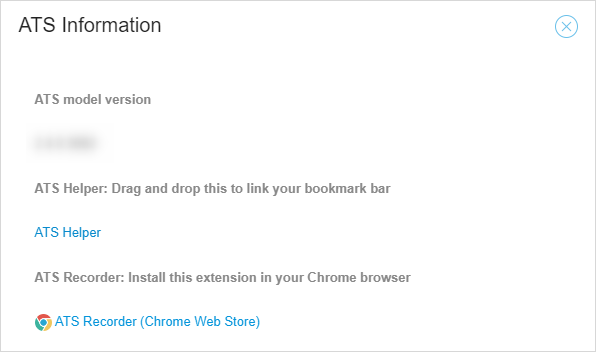 ATS Information
ATS model version
ATS Helper: Drag and drop this to link your bookmark bar
ATS Helper
ATS Recorder: Install this extension in your Chrome browser
ATS Recorder (Chrome Web Store)